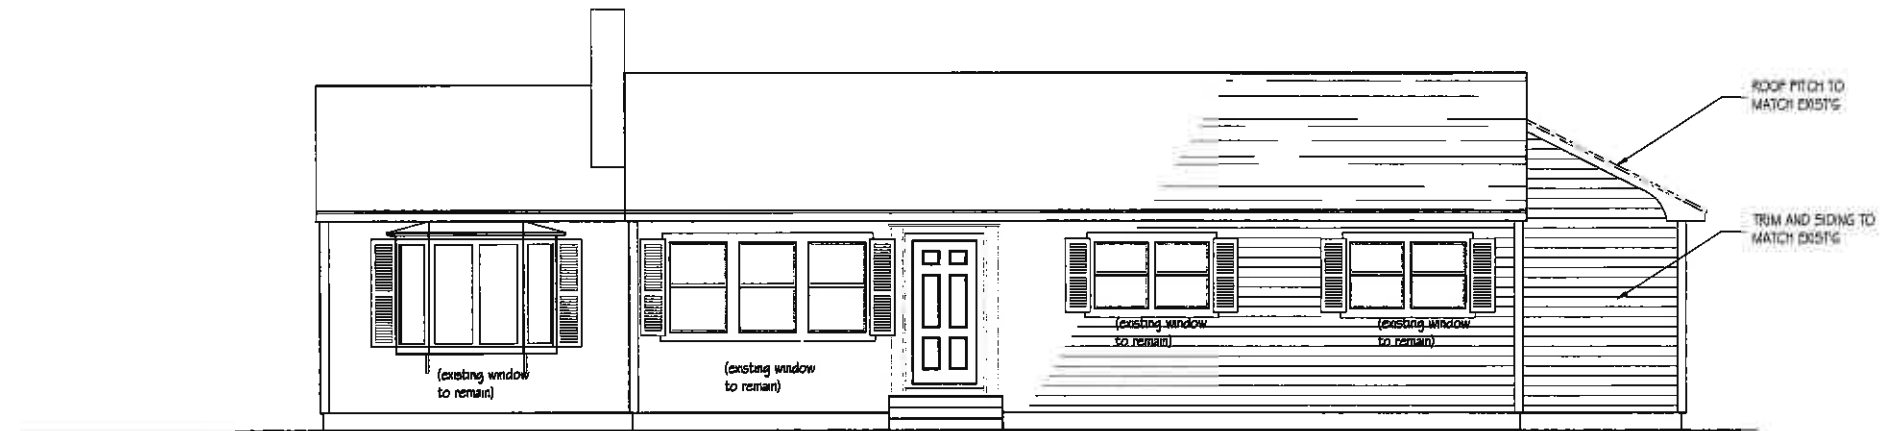 ROOF PITCH TO
MATCH EXIST'G
TRIM AND SIDING TO
MATCH EXIST'G
(existing window
to remain)
(existing window
to remain)
(existing window
to remain)
(existing window
to remain)